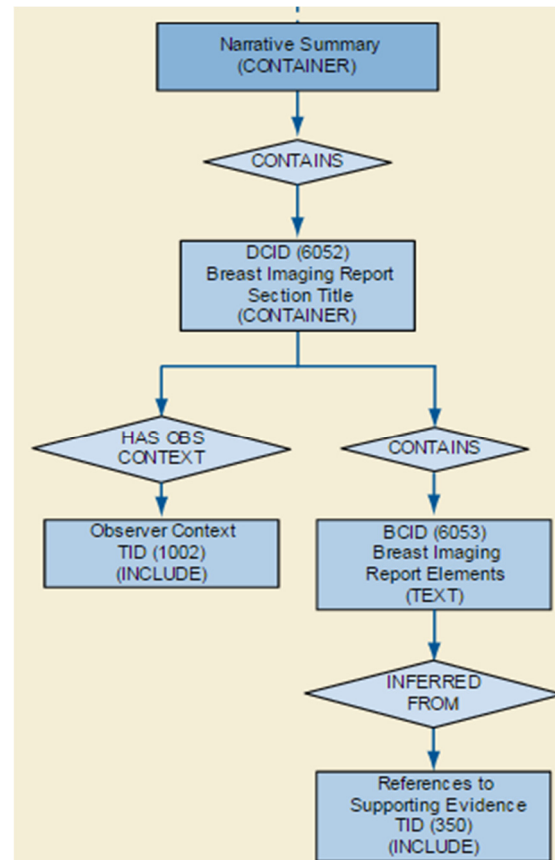 Narrative Summary
(CONTAINER)
CONTAINS
DCID (6052)
Breast Imaging Report
Section Title
(CONTAINER)
HAS OBS
CONTEXT
CONTAINS
Observer Context
TID (1002)
(INCLUDE)
BCID (6053)
Breast Imaging
Report Elements
(TEXT)
INFERRED
FROM
References to
Supporting Evidence
TID (350)
(INCLUDE)